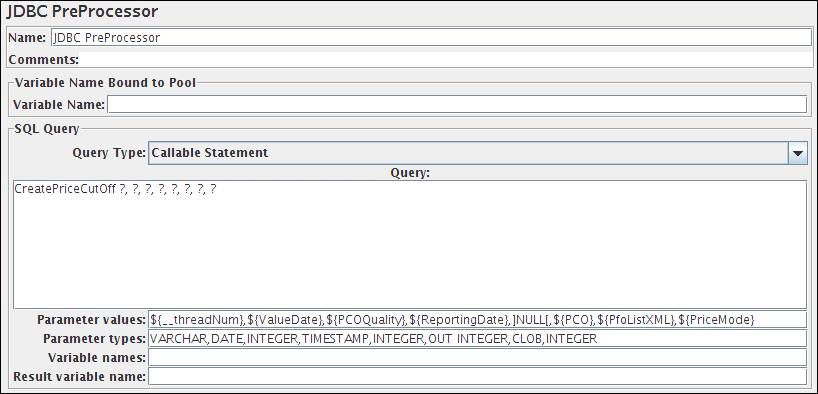 JDBC PreProcessor
Name: JDBC PreProcessor
Comments:
Variable Name Bound to Pool
Variable Name:
SQL Query
Query Type: Callable Statement
Query:
CreatePriceCutOff ?, ?, ?, ?, ?, ?, ?, ?
Parameter values: ${__threadNum},${ValueDate},${PCOQuality},${ReportingDate},]NULL[,${PCO},${PfoListXML},${PriceMode}
Parameter types: VARCHAR,DATE,INTEGER,TIMESTAMP,INTEGER,OUT INTEGER,CLOB,INTEGER
Variable names:
Result variable name: